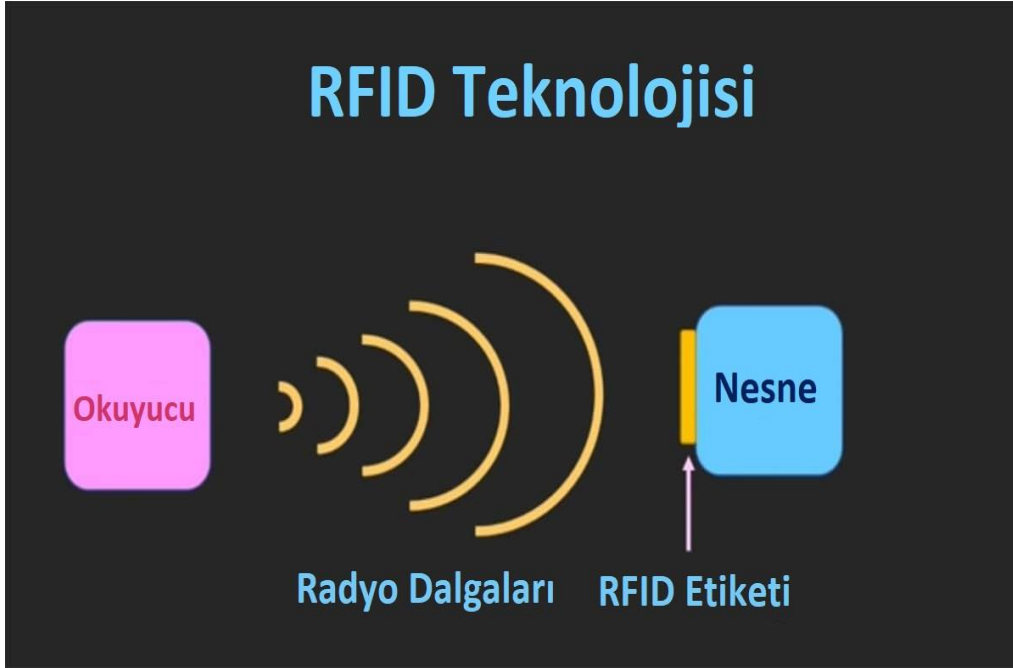 RFID Teknolojisi
Okuyucu
Nesne
Radyo Dalgaları
RFID Etiketi